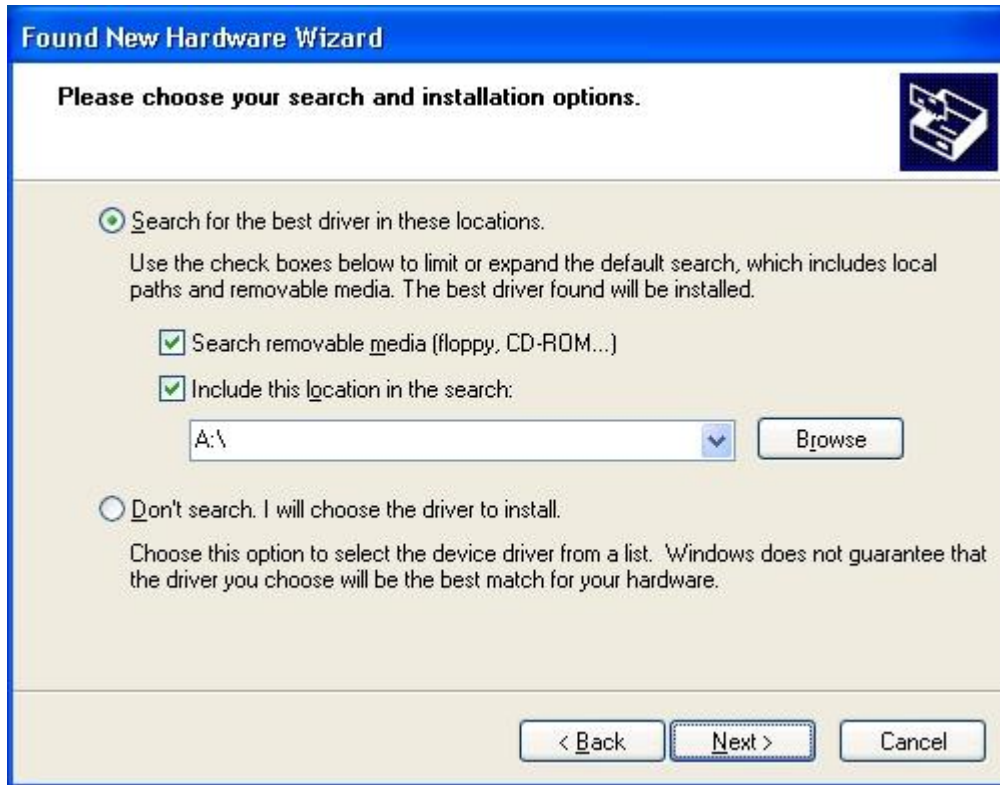 Found New Hardware Wizard
Please choose your search and installation options.
Search for the best driver in these locations.
Use the check boxes below to limit or expand the default search, which includes local
paths and removable media. The best driver found will be installed.
Search removable media (floppy, CD-ROM...)
Include this location in the search:
A:\
Browse
Don't search. I will choose the driver to install.
Choose this option to select the device driver from a list. Windows does not guarantee that
the driver you choose will be the best match for your hardware.
< Back
Next >
Cancel